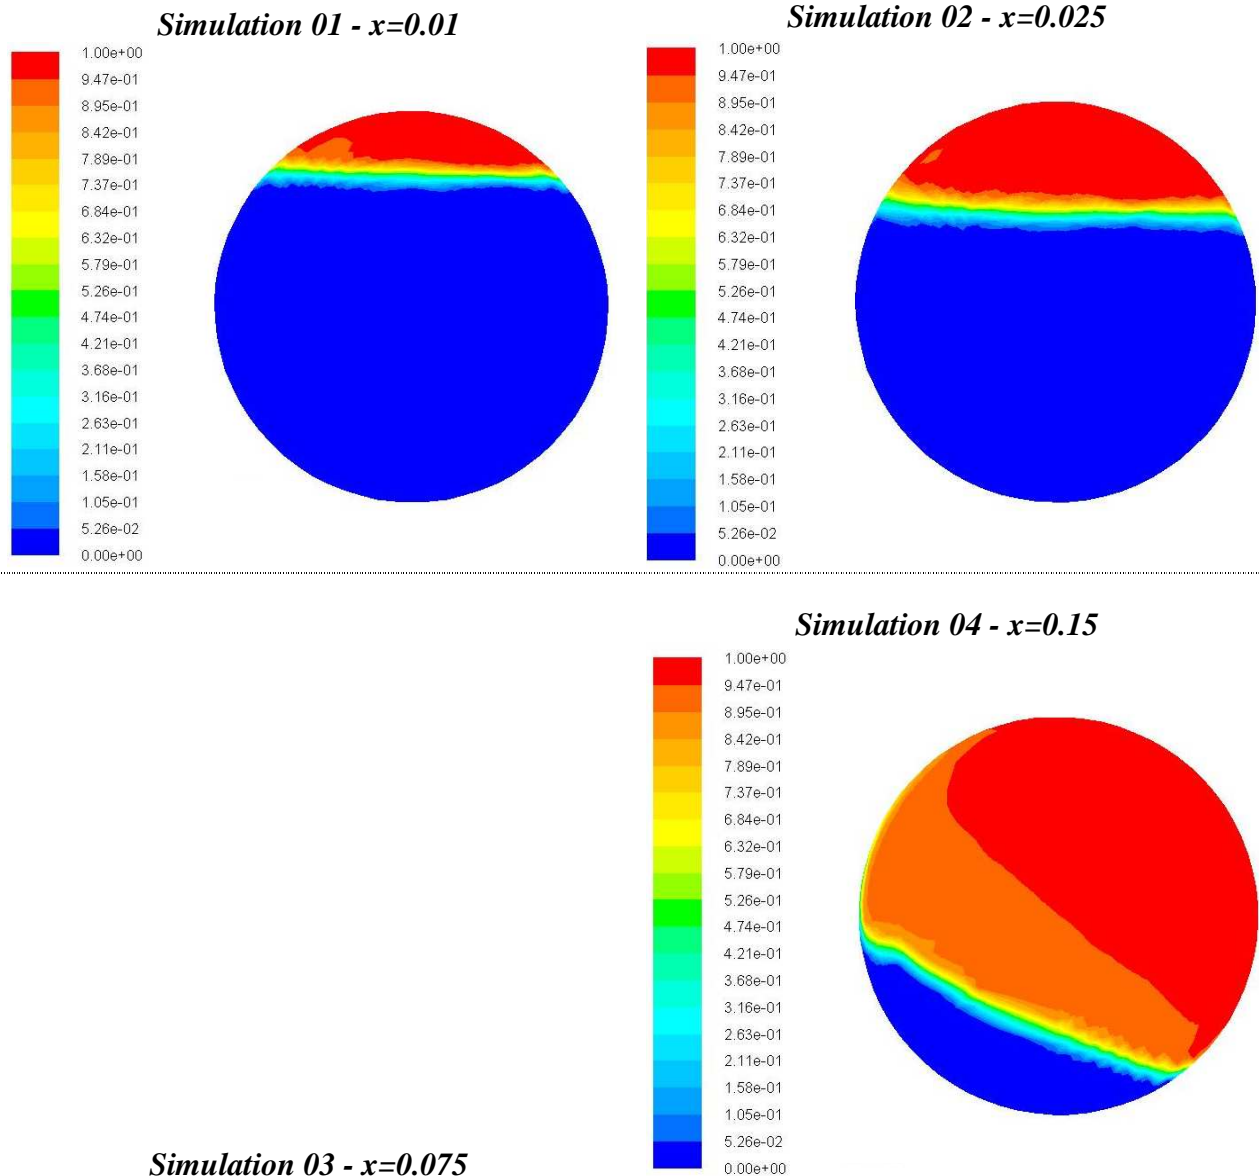 Simulation 01 - x=0.01
1.00e+00
9.47e-01
8.95e-01
8.42e-01
7.89e-01
7.37e-01
6.84e-01
6.32e-01
5.79e-01
5.26e-01
4.74e-01
4.21e-01
3.68e-01
3.16e-01
2.63e-01
2.11e-01
1.58e-01
1.05e-01
5.26e-02
0.00e+00
Simulation 02 - x=0.025
1.00e+00
9.47e-01
8.95e-01
8.42e-01
7.89e-01
7.37e-01
6.84e-01
6.32e-01
5.79e-01
5.26e-01
4.74e-01
4.21e-01
3.68e-01
3.16e-01
2.63e-01
2.11e-01
1.58e-01
1.05e-01
5.26e-02
0.00e+00
Simulation 03 - x=0.075
Simulation 04 - x=0.15
1.00e+00
9.47e-01
8.95e-01
8.42e-01
7.89e-01
7.37e-01
6.84e-01
6.32e-01
5.79e-01
5.26e-01
4.74e-01
4.21e-01
3.68e-01
3.16e-01
2.63e-01
2.11e-01
1.58e-01
1.05e-01
5.26e-02
0.00e+00